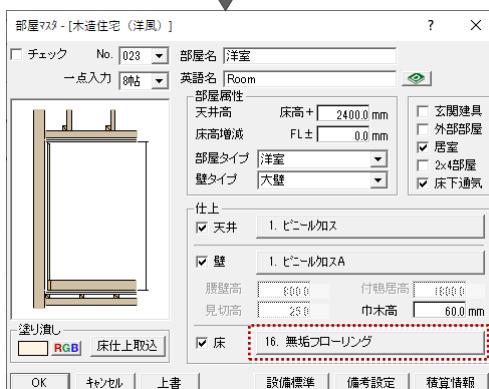 部屋ﾏｽﾀ - [木造住宅（洋風）] ? ×
チェック No. 023 部屋名 洋室
一点入力 8帖 英語名 Room
部屋属性
天井高 床高+ 2400.0 mm 玄関建具
床高増減 FL± 0.0 mm 外部部屋
居室
部屋タイプ 洋室 2x4部屋
壁タイプ 大壁 床下通気
仕上
天井 1. ﾋﾞﾆｰﾙｸﾛｽ
壁 1. ﾋﾞﾆｰﾙｸﾛｽA
腰壁高 800.0 付鴨居高 1800.0
見切高 25.0 巾木高 60.0 mm
塗り潰し
RGB 床仕上取込 床 16. 無垢フローリング
OK ｷｬﾝｾﾙ 上書 設備標準 備考設定 積算情報